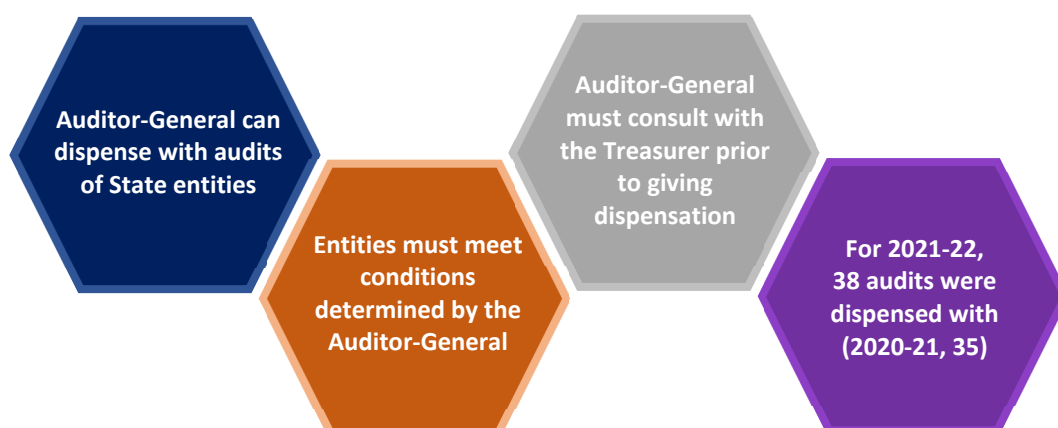 Auditor-General can
dispense with audits
of State entities
Entities must meet
conditions
determined by the
Auditor-General
Auditor-General
must consult with
the Treasurer prior
to giving
dispensation
For 2021-22,
38 audits were
dispensed with
(2020-21, 35)